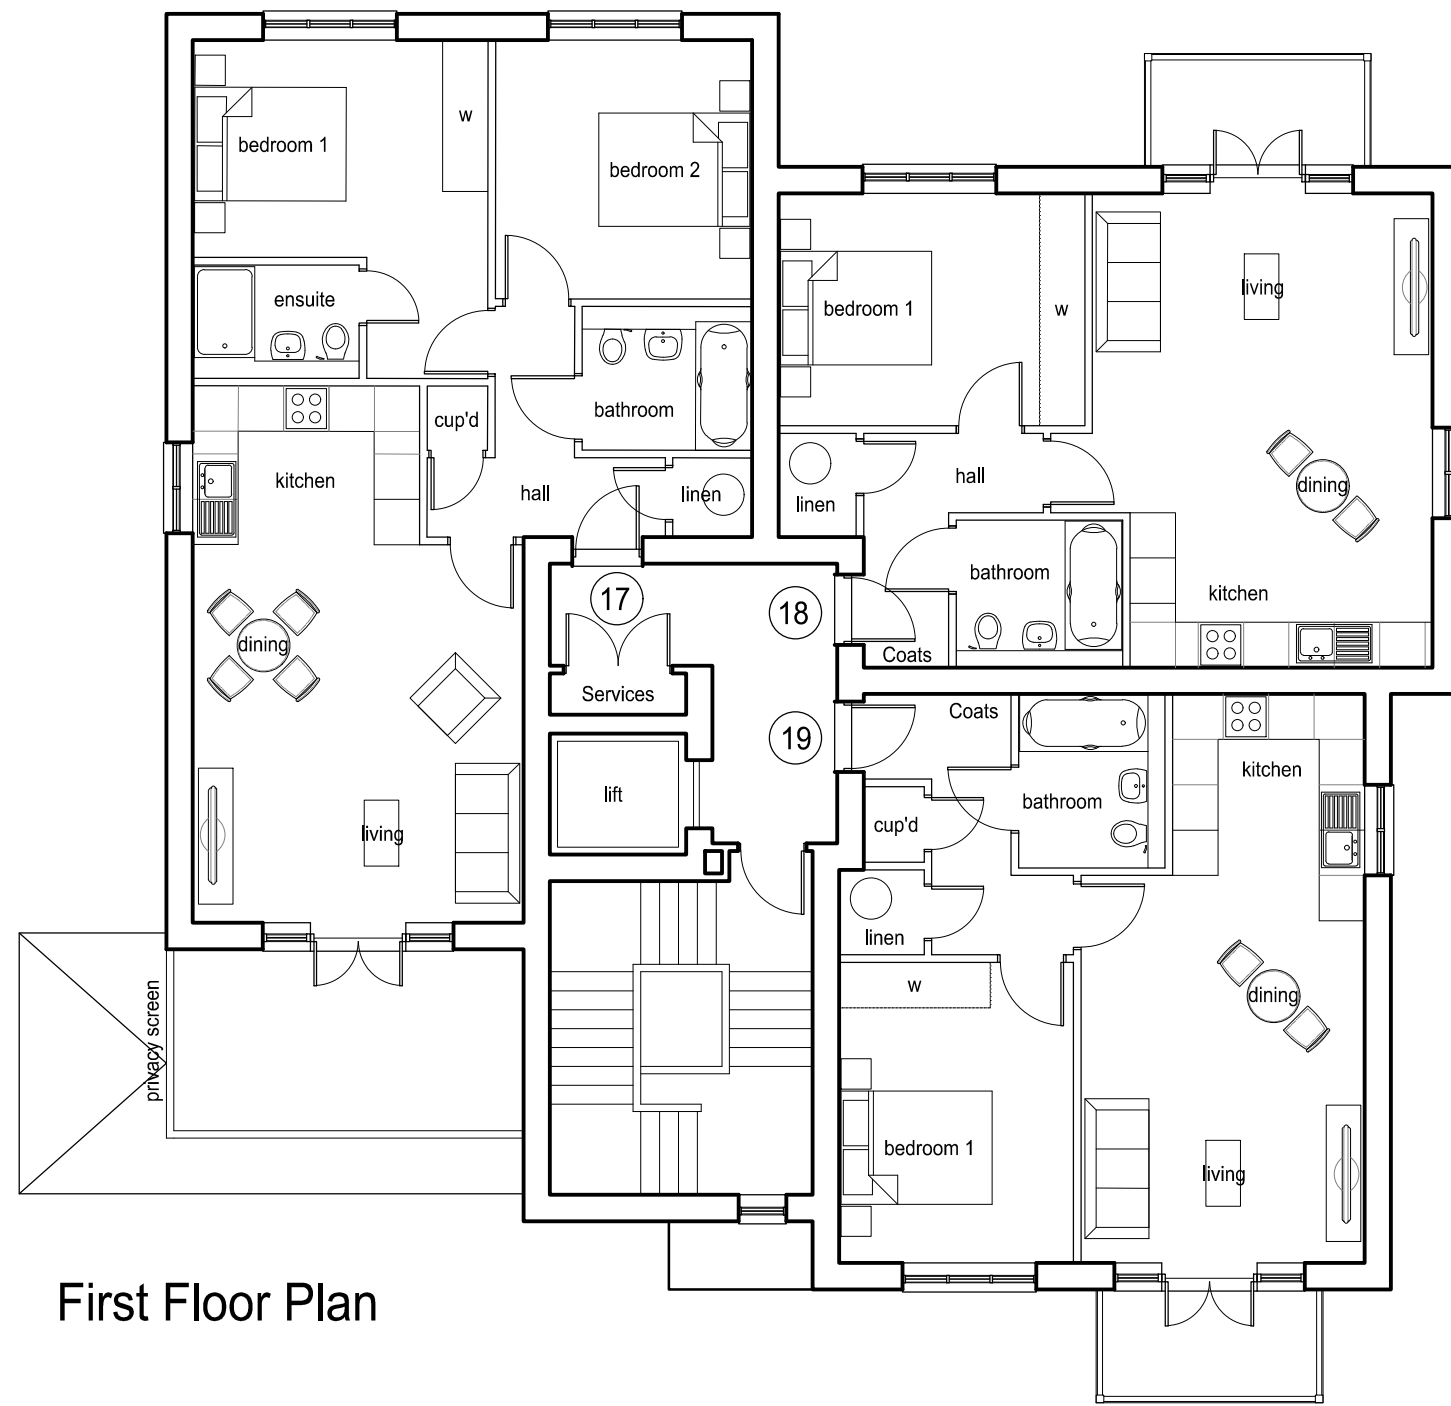 bedroom 1
w
bedroom 2
ensuite
bathroom
cup'd
kitchen
hall
linen
dining
living
privacy screen
bedroom 1
w
living
linen
hall
dining
bathroom
kitchen
Coats
17
18
Services
19
lift
Coats
kitchen
bathroom
cup'd
linen
w
dining
bedroom 1
living
First Floor Plan